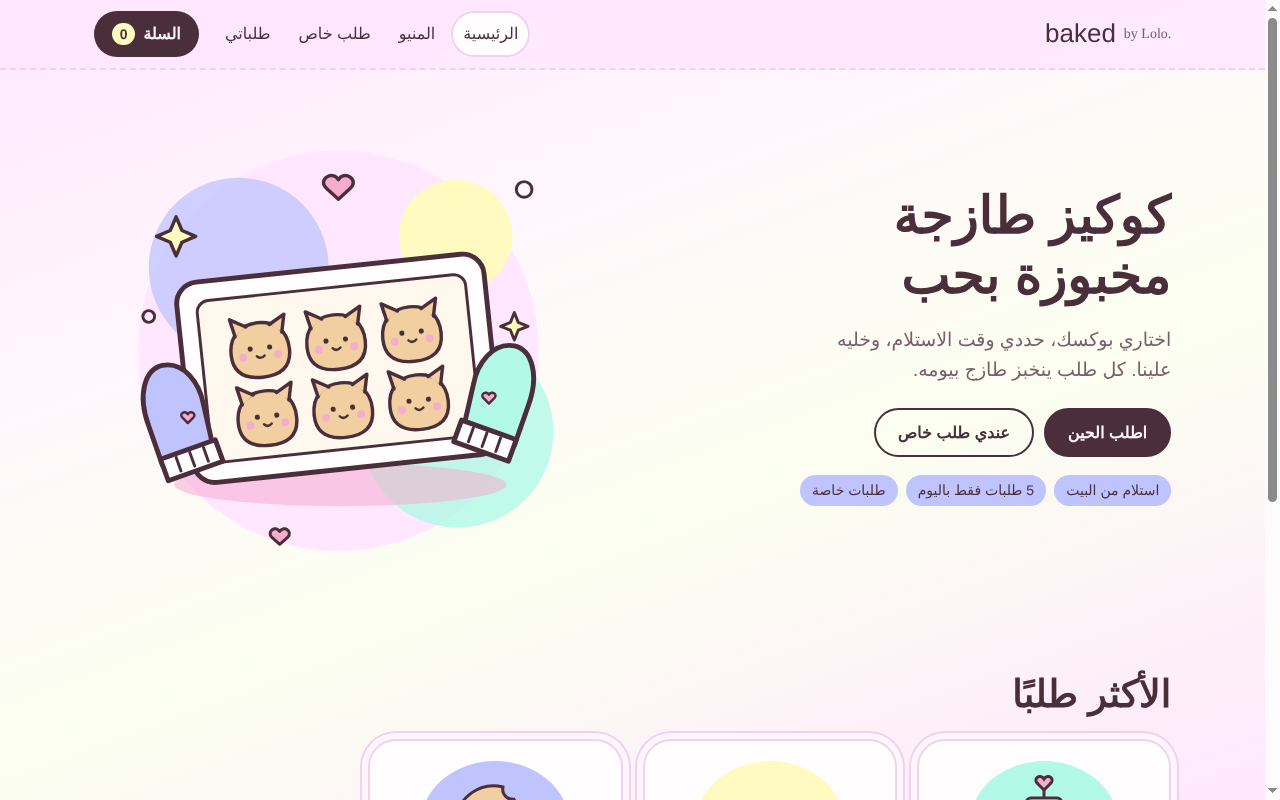 baked by Lolo.
الرئيسية
المنيو
طلب خاص
طلباتي
السلة 0
كوكيز طازجة
مخبوزة بحب
اختاري بوكسك، حددي وقت الاستلام، وخليه
علينا. كل طلب ينخبز طازج بيومه.
اطلب الحين
عندي طلب خاص
استلام من البيت
5 طلبات فقط باليوم
طلبات خاصة
الأكثر طلبًا